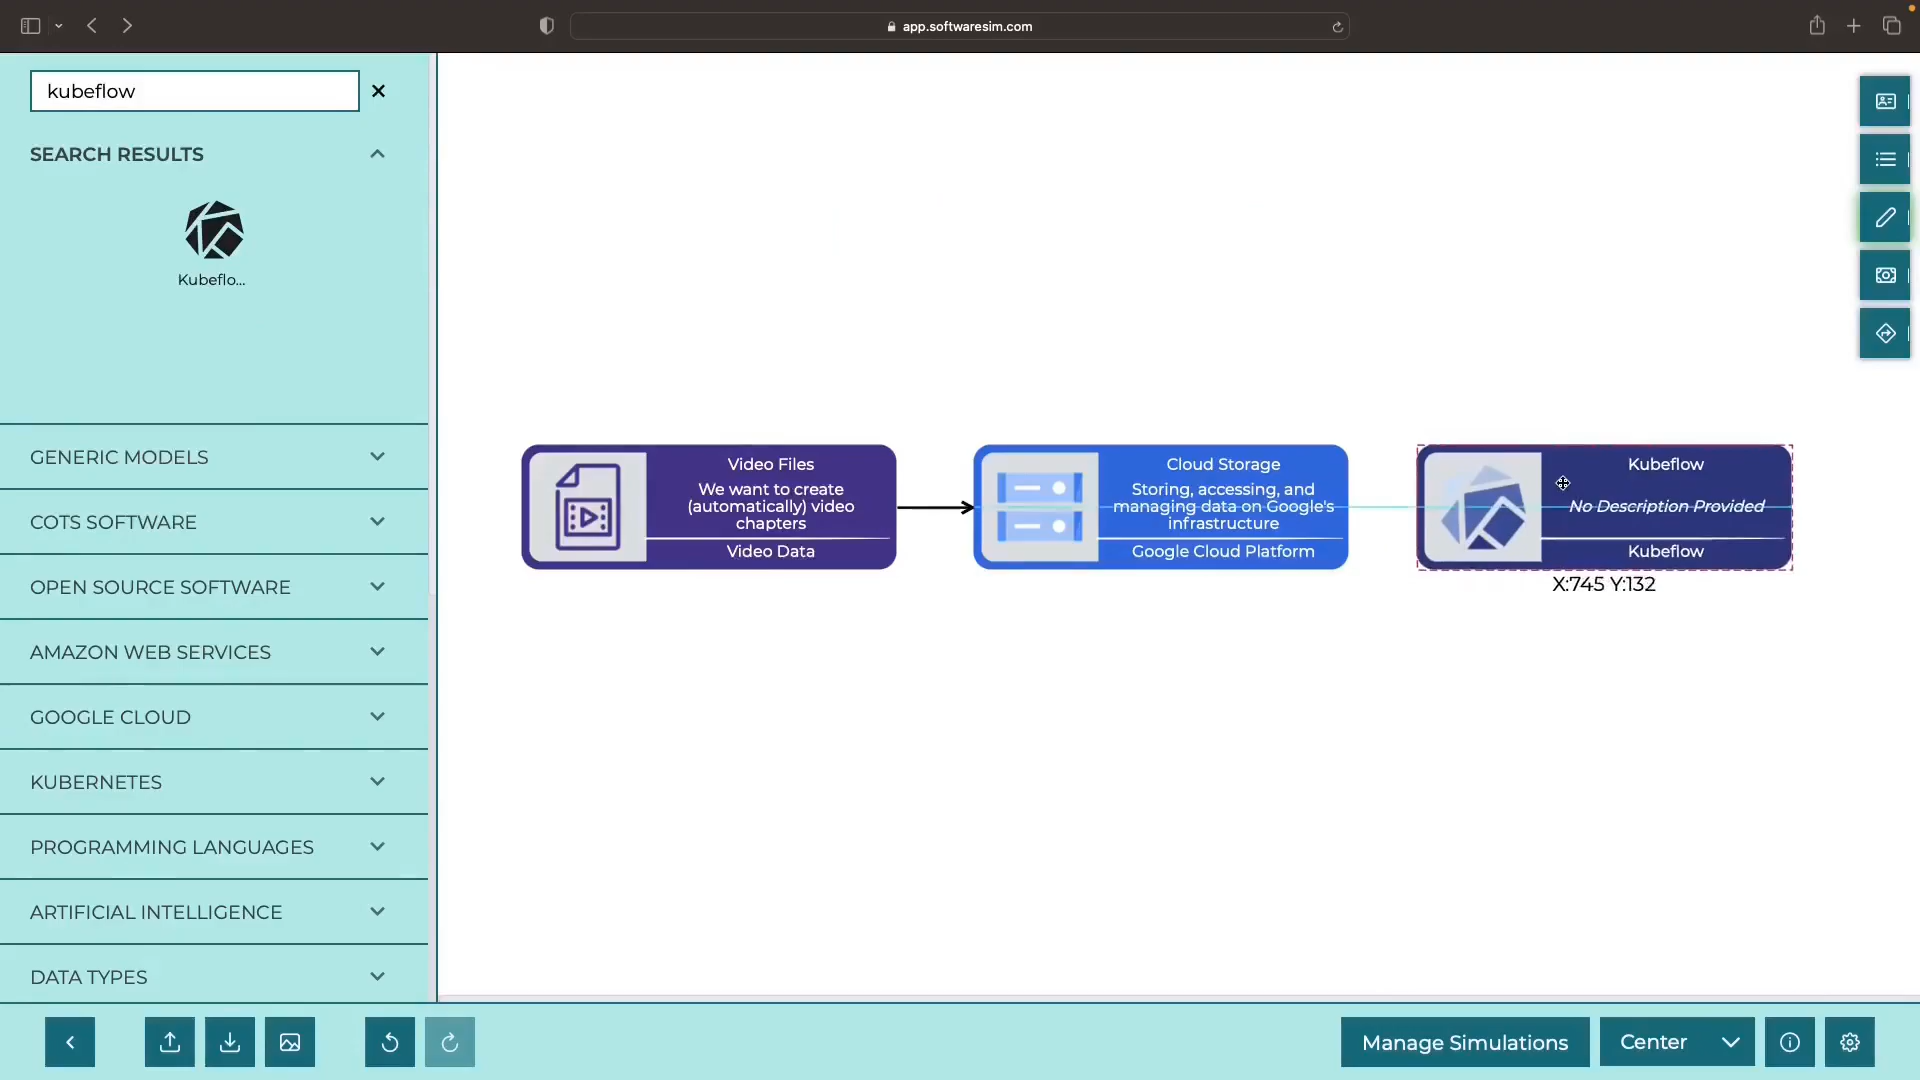 app.softwaresim.com
kubeflow
SEARCH RESULTS
Kubeflo...
GENERIC MODELS
COTS SOFTWARE
OPEN SOURCE SOFTWARE
AMAZON WEB SERVICES
GOOGLE CLOUD
KUBERNETES
PROGRAMMING LANGUAGES
ARTIFICIAL INTELLIGENCE
DATA TYPES
Video Files
We want to create
(automatically) video
chapters
Video Data
Cloud Storage
Storing, accessing, and
managing data on Google's
infrastructure
Google Cloud Platform
Kubeflow
No Description Provided
Kubeflow
X:745 Y:132
Manage Simulations
Center